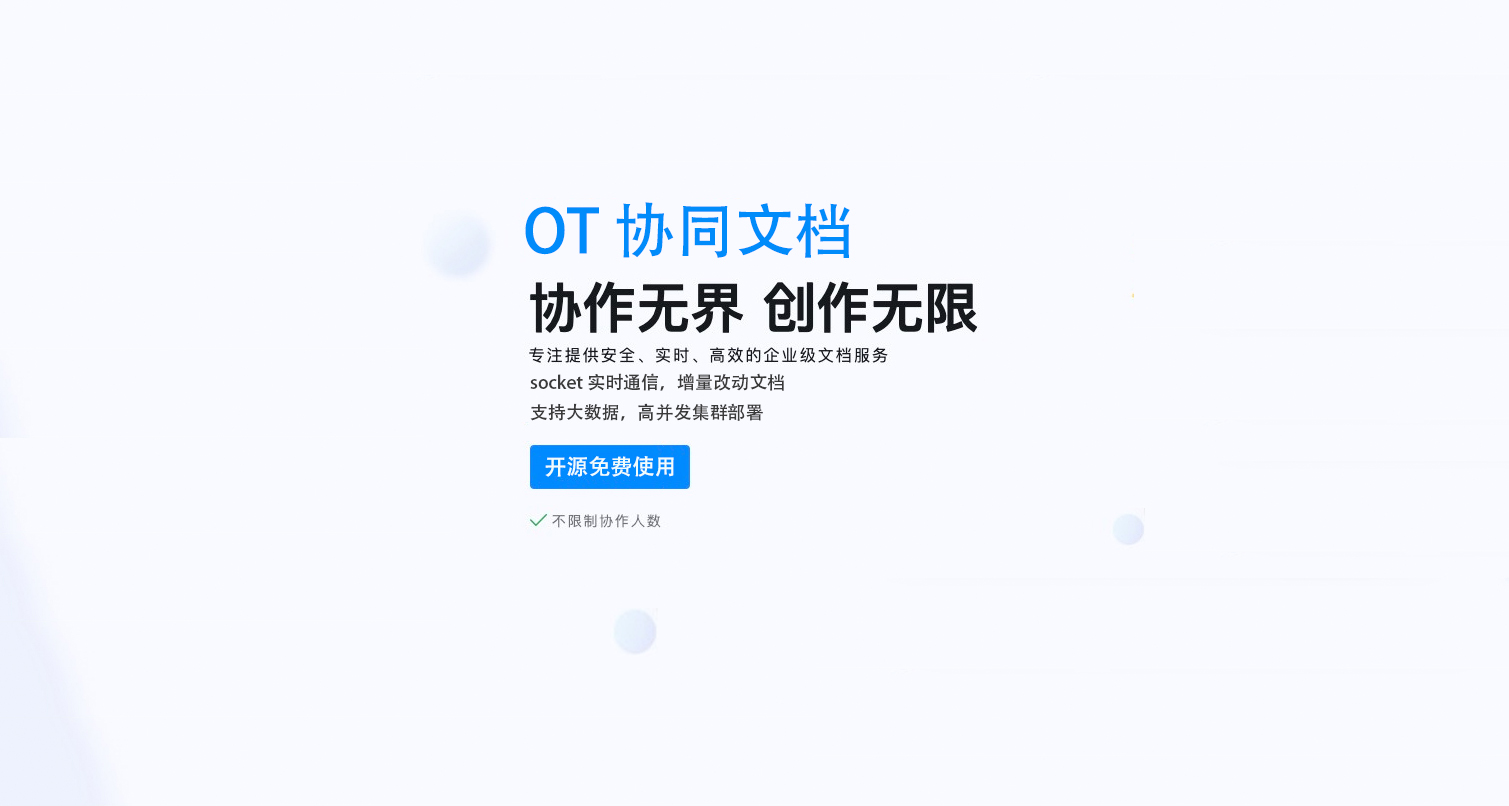 OT 协同文档
协作无界 创作无限
专注提供安全、实时、高效的企业级文档服务
socket 实时通信，增量改动文档
支持大数据，高并发集群部署
开源免费使用
不限制协作人数